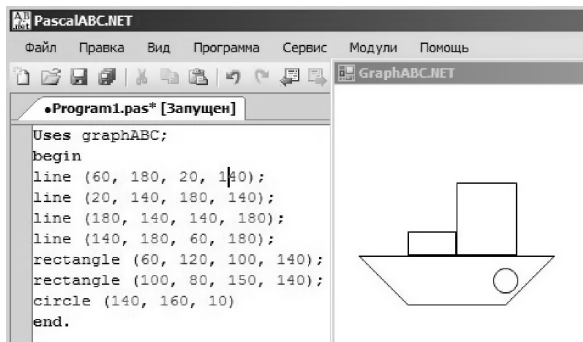 PascalABC.NET
Файл Правка Вид Программа Сервис Модули Помощь
GraphABC.NET
•Program1.pas* [Запущен]
Uses graphABC;
begin
line (60, 180, 20, 140);
line (20, 140, 180, 140);
line (180, 140, 140, 180);
line (140, 180, 60, 180);
rectangle (60, 120, 100, 140);
rectangle (100, 80, 150, 140);
circle (140, 160, 10)
end.